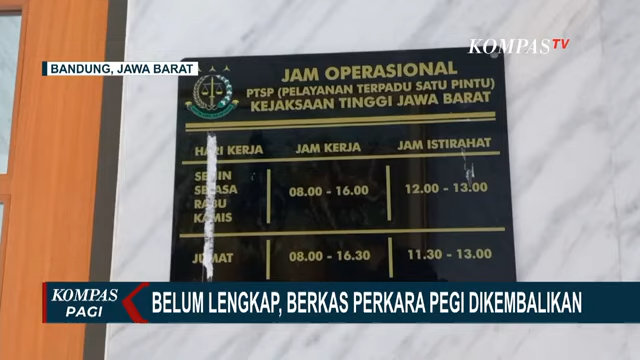 KOMPAS TV
BANDUNG, JAWA BARAT
JAM OPERASIONAL
PTSP (PELAYANAN TERPADU SATU PINTU)
KEJAKSAAN TINGGI JAWA BARAT
HARI KERJA JAM KERJA JAM ISTIRAHAT
SENIN
SELASA 08.00 - 16.00 12.00 - 13.00
RABU
KAMIS
JUMAT 08.00 - 16.30 11.30 - 13.00
KOMPAS PAGI
BELUM LENGKAP, BERKAS PERKARA PEGI DIKEMBALIKAN